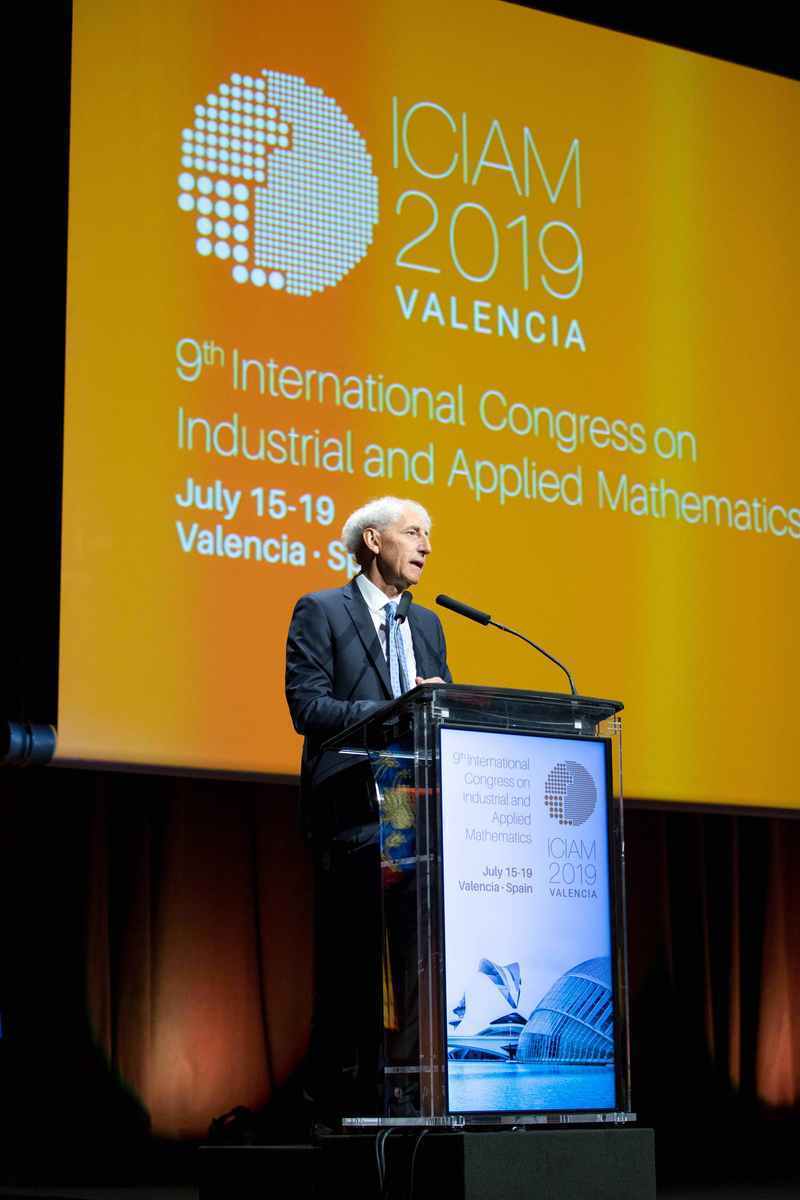 ICIAM
2019
VALENCIA
9th International Congress on
Industrial and Applied Mathematics
July 15-19
Valencia · Sp
9th International
Congress on
Industrial and
Applied
Mathematics
July 15-19
Valencia · Spain
ICIAM
2019
VALENCIA